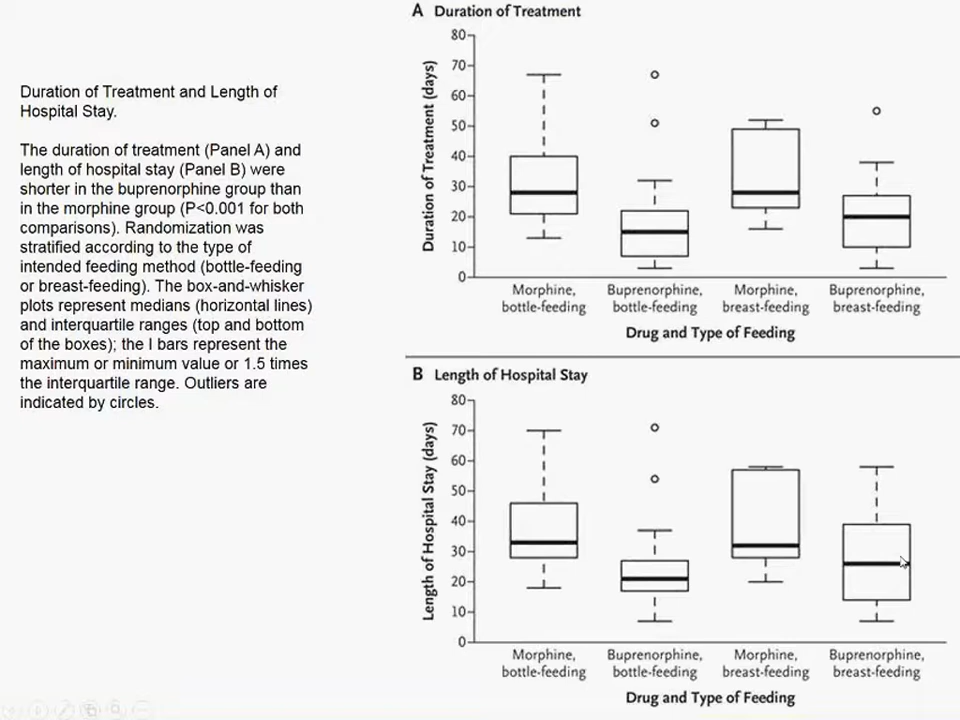 Duration of Treatment and Length of
Hospital Stay.
The duration of treatment (Panel A) and
length of hospital stay (Panel B) were
shorter in the buprenorphine group than
in the morphine group (P<0.001 for both
comparisons). Randomization was
stratified according to the type of
intended feeding method (bottle-feeding
or breast-feeding). The box-and-whisker
plots represent medians (horizontal lines)
and interquartile ranges (top and bottom
of the boxes); the I bars represent the
maximum or minimum value or 1.5 times
the interquartile range. Outliers are
indicated by circles.
A Duration of Treatment
Duration of Treatment (days)
80
70
60
50
40
30
20
10
0
Morphine,
bottle-feeding
Buprenorphine,
bottle-feeding
Morphine,
breast-feeding
Buprenorphine,
breast-feeding
Drug and Type of Feeding
B Length of Hospital Stay
Length of Hospital Stay (days)
80
70
60
50
40
30
20
10
0
Morphine,
bottle-feeding
Buprenorphine,
bottle-feeding
Morphine,
breast-feeding
Buprenorphine,
breast-feeding
Drug and Type of Feeding